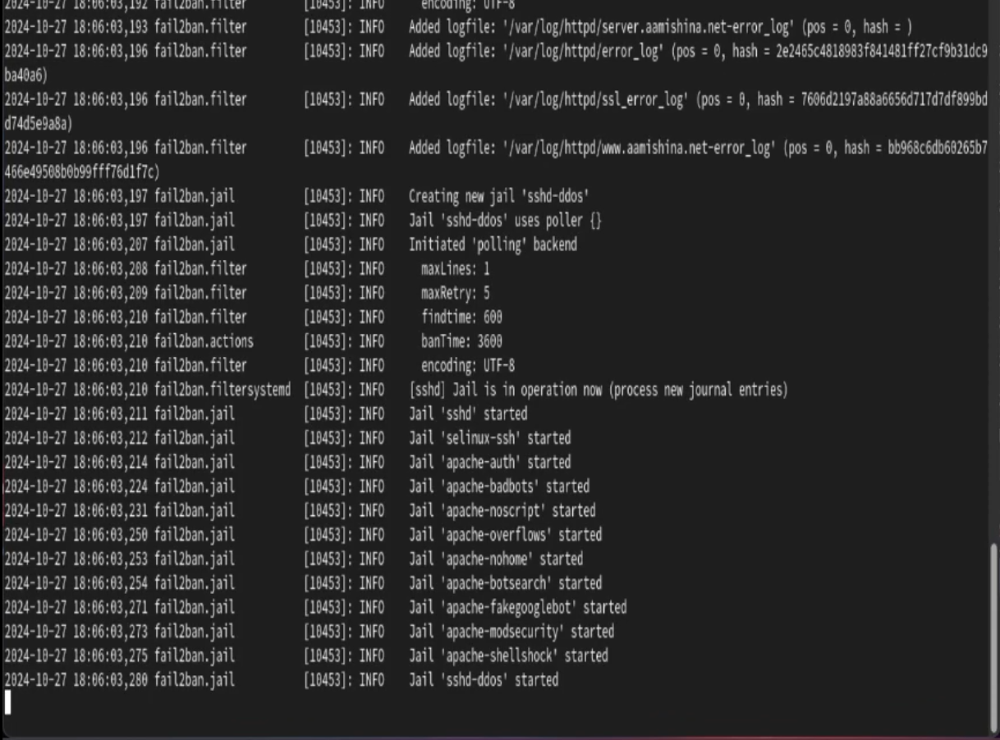 2024-10-27 18:06:03,192 fail2ban.filter         [10453]: INFO      encoding: UTF-8
2024-10-27 18:06:03,193 fail2ban.filter         [10453]: INFO    Added logfile: '/var/log/httpd/server.aamishina.net-error_log' (pos = 0, hash = )
2024-10-27 18:06:03,196 fail2ban.filter         [10453]: INFO    Added logfile: '/var/log/httpd/error_log' (pos = 0, hash = 2e2465c4818983f841481ff27cf9b31dc9
ba40a6)
2024-10-27 18:06:03,196 fail2ban.filter         [10453]: INFO    Added logfile: '/var/log/httpd/ssl_error_log' (pos = 0, hash = 7606d2197a88a6656d717d7df899bd
d74d5e9a8a)
2024-10-27 18:06:03,196 fail2ban.filter         [10453]: INFO    Added logfile: '/var/log/httpd/www.aamishina.net-error_log' (pos = 0, hash = bb968c6db60265b7
466e49508b0b99fff76d1f7c)
2024-10-27 18:06:03,197 fail2ban.jail           [10453]: INFO    Creating new jail 'sshd-ddos'
2024-10-27 18:06:03,197 fail2ban.jail           [10453]: INFO    Jail 'sshd-ddos' uses poller {}
2024-10-27 18:06:03,207 fail2ban.jail           [10453]: INFO    Initiated 'polling' backend
2024-10-27 18:06:03,208 fail2ban.filter         [10453]: INFO      maxLines: 1
2024-10-27 18:06:03,209 fail2ban.filter         [10453]: INFO      maxRetry: 5
2024-10-27 18:06:03,210 fail2ban.filter         [10453]: INFO      findtime: 600
2024-10-27 18:06:03,210 fail2ban.actions        [10453]: INFO      banTime: 3600
2024-10-27 18:06:03,210 fail2ban.filter         [10453]: INFO      encoding: UTF-8
2024-10-27 18:06:03,210 fail2ban.filtersystemd  [10453]: INFO    [sshd] Jail is in operation now (process new journal entries)
2024-10-27 18:06:03,211 fail2ban.jail           [10453]: INFO    Jail 'sshd' started
2024-10-27 18:06:03,212 fail2ban.jail           [10453]: INFO    Jail 'selinux-ssh' started
2024-10-27 18:06:03,214 fail2ban.jail           [10453]: INFO    Jail 'apache-auth' started
2024-10-27 18:06:03,224 fail2ban.jail           [10453]: INFO    Jail 'apache-badbots' started
2024-10-27 18:06:03,231 fail2ban.jail           [10453]: INFO    Jail 'apache-noscript' started
2024-10-27 18:06:03,250 fail2ban.jail           [10453]: INFO    Jail 'apache-overflows' started
2024-10-27 18:06:03,253 fail2ban.jail           [10453]: INFO    Jail 'apache-nohome' started
2024-10-27 18:06:03,254 fail2ban.jail           [10453]: INFO    Jail 'apache-botsearch' started
2024-10-27 18:06:03,271 fail2ban.jail           [10453]: INFO    Jail 'apache-fakegooglebot' started
2024-10-27 18:06:03,273 fail2ban.jail           [10453]: INFO    Jail 'apache-modsecurity' started
2024-10-27 18:06:03,275 fail2ban.jail           [10453]: INFO    Jail 'apache-shellshock' started
2024-10-27 18:06:03,280 fail2ban.jail           [10453]: INFO    Jail 'sshd-ddos' started